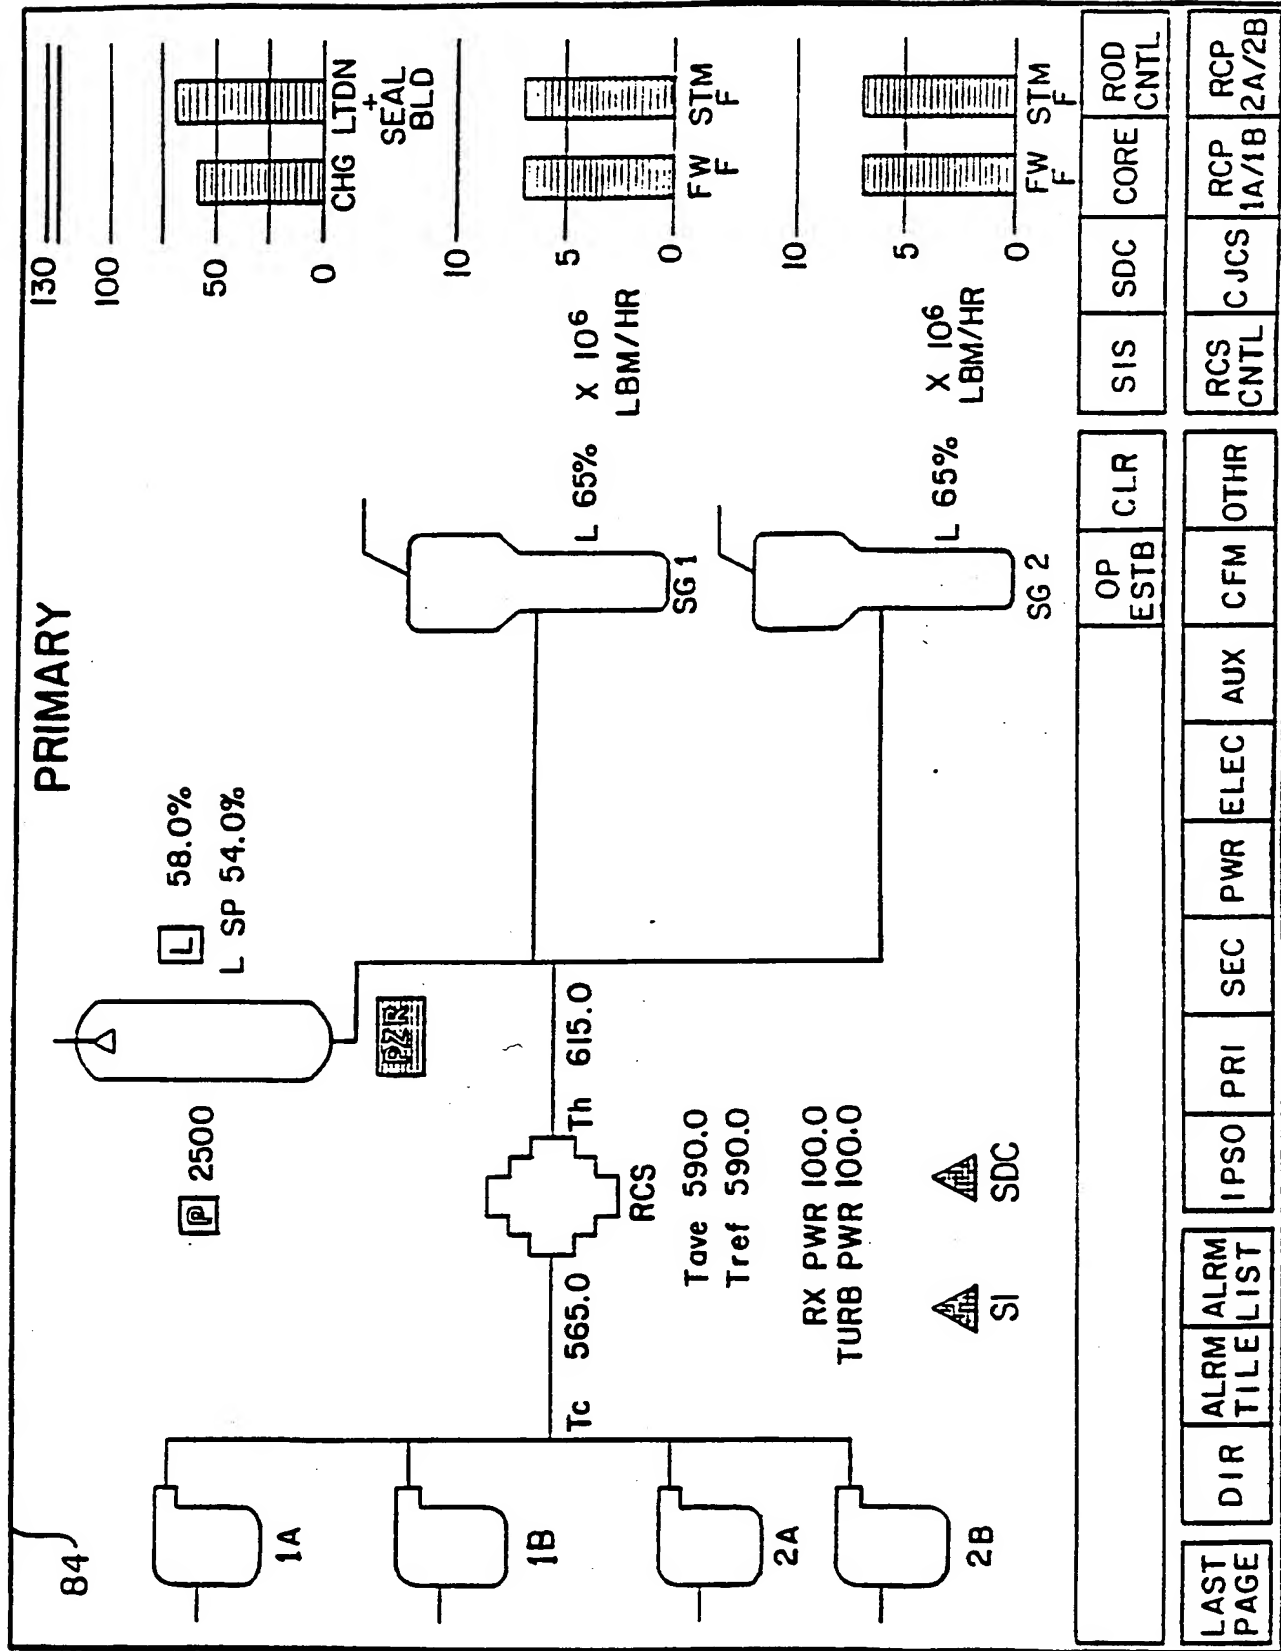 84
PRIMARY
P 2500
L 58.0%
L SP 54.0%
PZR
130
100
50
0
CHG
LTDN
+
SEAL
BLD
1A
1B
2A
2B
Tc 565.0
Th 615.0
RCS
Tave 590.0
Tref 590.0
RX PWR 100.0
TURB PWR 100.0
SI
SDC
SG 1
L 65%
X 10⁶
LBM/HR
10
5
0
FW
F
STM
F
SG 2
L 65%
X 10⁶
LBM/HR
10
5
0
FW
F
STM
F
OP
ESTB
CLR
SIS
SDC
CORE
ROD
CNTL
LAST
PAGE
DIR
ALRM
TILE
ALRM
LIST
IPSO
PRI
SEC
PWR
ELEC
AUX
CFM
OTHR
RCS
CNTL
CJCS
RCP
1A/1B
RCP
2A/2B